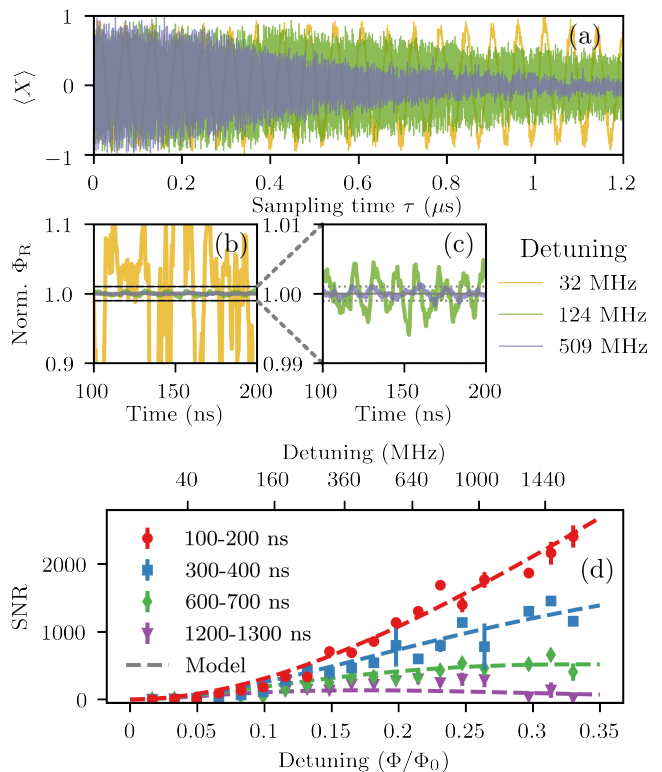 (a)
⟨X⟩
1
0
−1
0 0.2 0.4 0.6 0.8 1 1.2
Sampling time τ (μs)
(b)
Norm. Φ_R
1.1
1.0
0.9
100 150 200
Time (ns)
(c)
1.01
1.00
0.99
100 150 200
Time (ns)
Detuning
32 MHz
124 MHz
509 MHz
Detuning (MHz)
40 160 360 640 1000 1440
(d)
SNR
2000
1000
0
100-200 ns
300-400 ns
600-700 ns
1200-1300 ns
Model
0 0.05 0.1 0.15 0.2 0.25 0.3 0.35
Detuning (Φ/Φ₀)